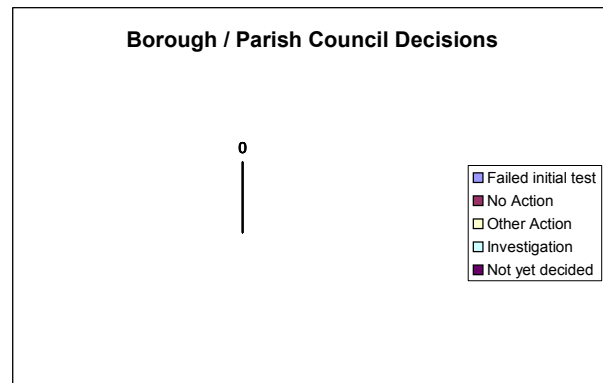 Borough / Parish Council Decisions
0
Failed initial test
No Action
Other Action
Investigation
Not yet decided